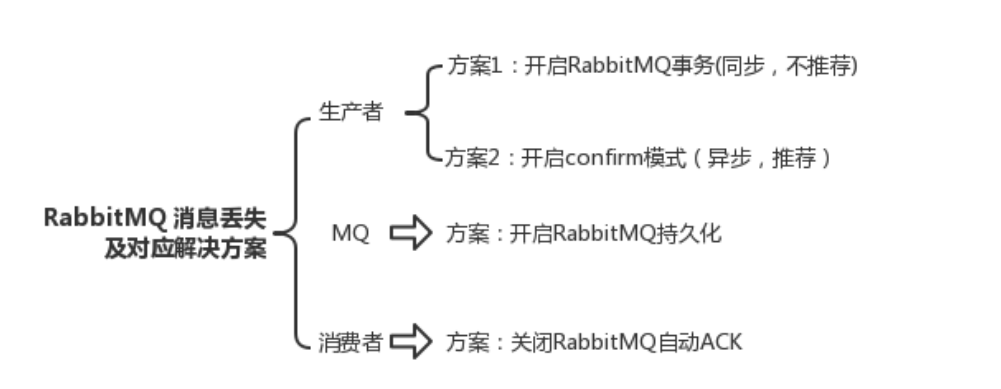 方案1：开启RabbitMQ事务(同步，不推荐)
生产者
方案2：开启confirm模式（异步，推荐）
RabbitMQ 消息丢失
及对应解决方案
MQ
方案：开启RabbitMQ持久化
消费者
方案：关闭RabbitMQ自动ACK